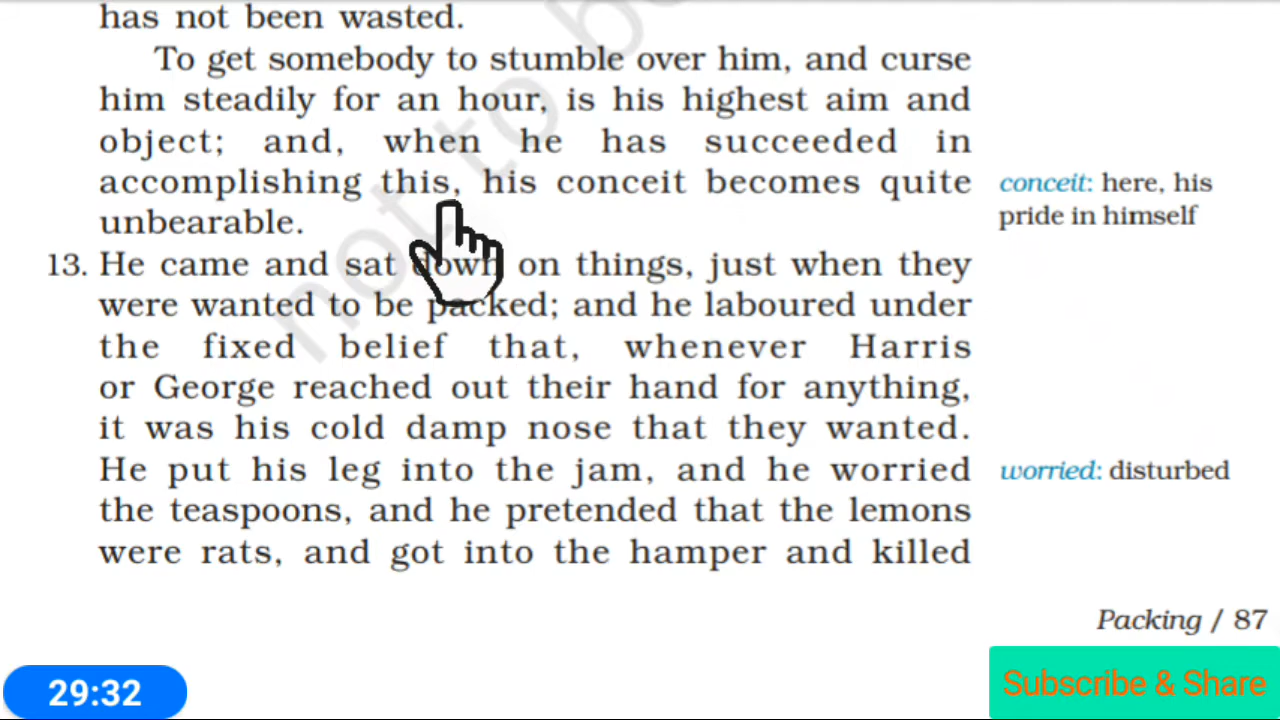 has not been wasted.
To get somebody to stumble over him, and curse
him steadily for an hour, is his highest aim and
object; and, when he has succeeded in
accomplishing this, his conceit becomes quite
unbearable.
conceit: here, his
pride in himself
13. He came and sat down on things, just when they
were wanted to be packed; and he laboured under
the fixed belief that, whenever Harris
or George reached out their hand for anything,
it was his cold damp nose that they wanted.
He put his leg into the jam, and he worried
the teaspoons, and he pretended that the lemons
were rats, and got into the hamper and killed
worried: disturbed
Packing / 87
29:32
Subscribe & Share
not to b